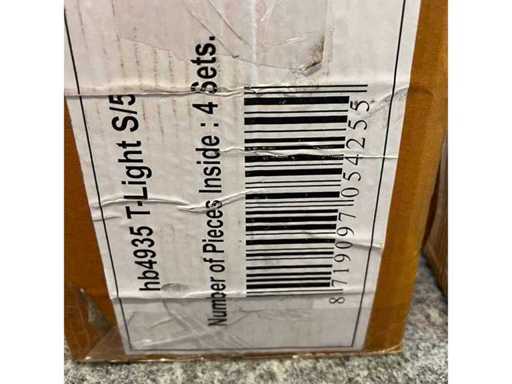 hb4935 T-Light S/5
Number of Pieces Inside : 4 Sets.
8719097054255